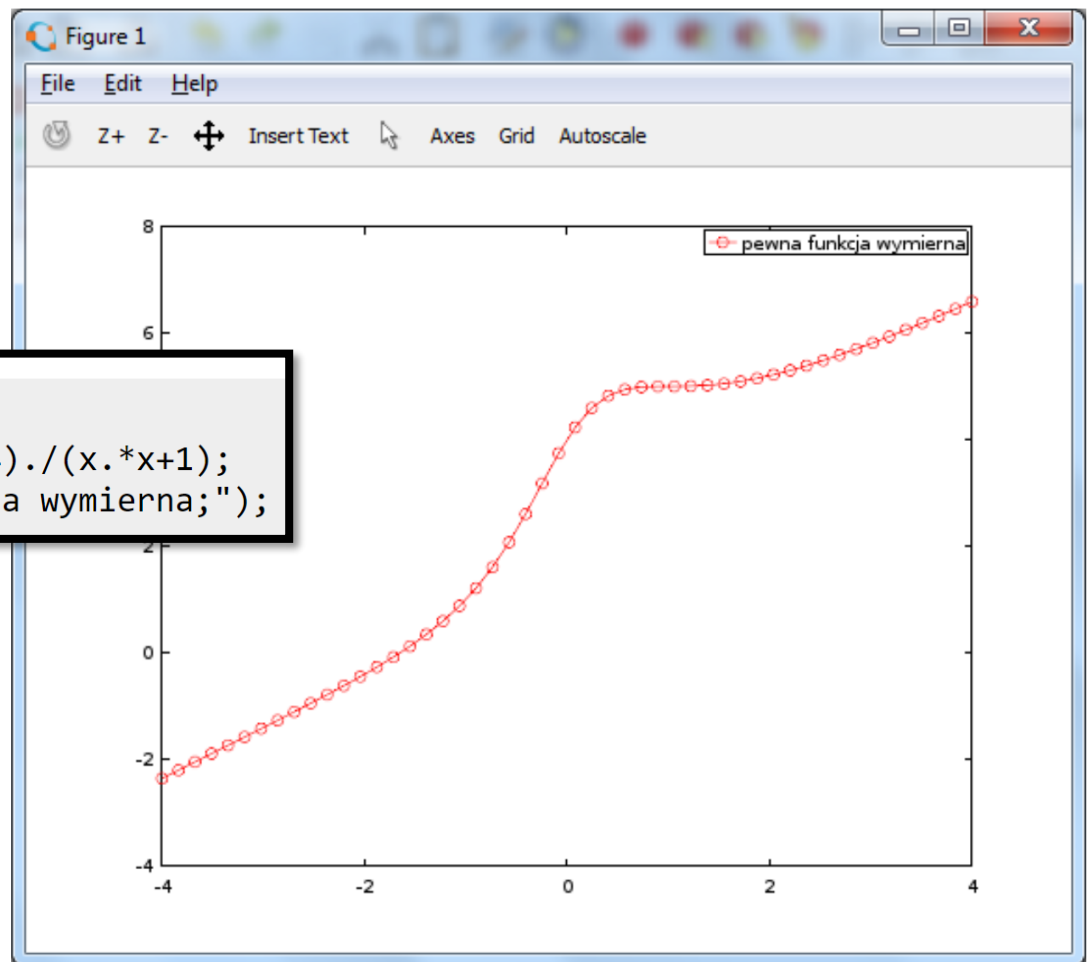 Figure 1
File Edit Help
Z+ Z- Insert Text Axes Grid Autoscale
8
pewna funkcja wymierna
6
)./(x.*x+1);
a wymierna;");
2
0
-2
-4
-4 -2 0 2 4